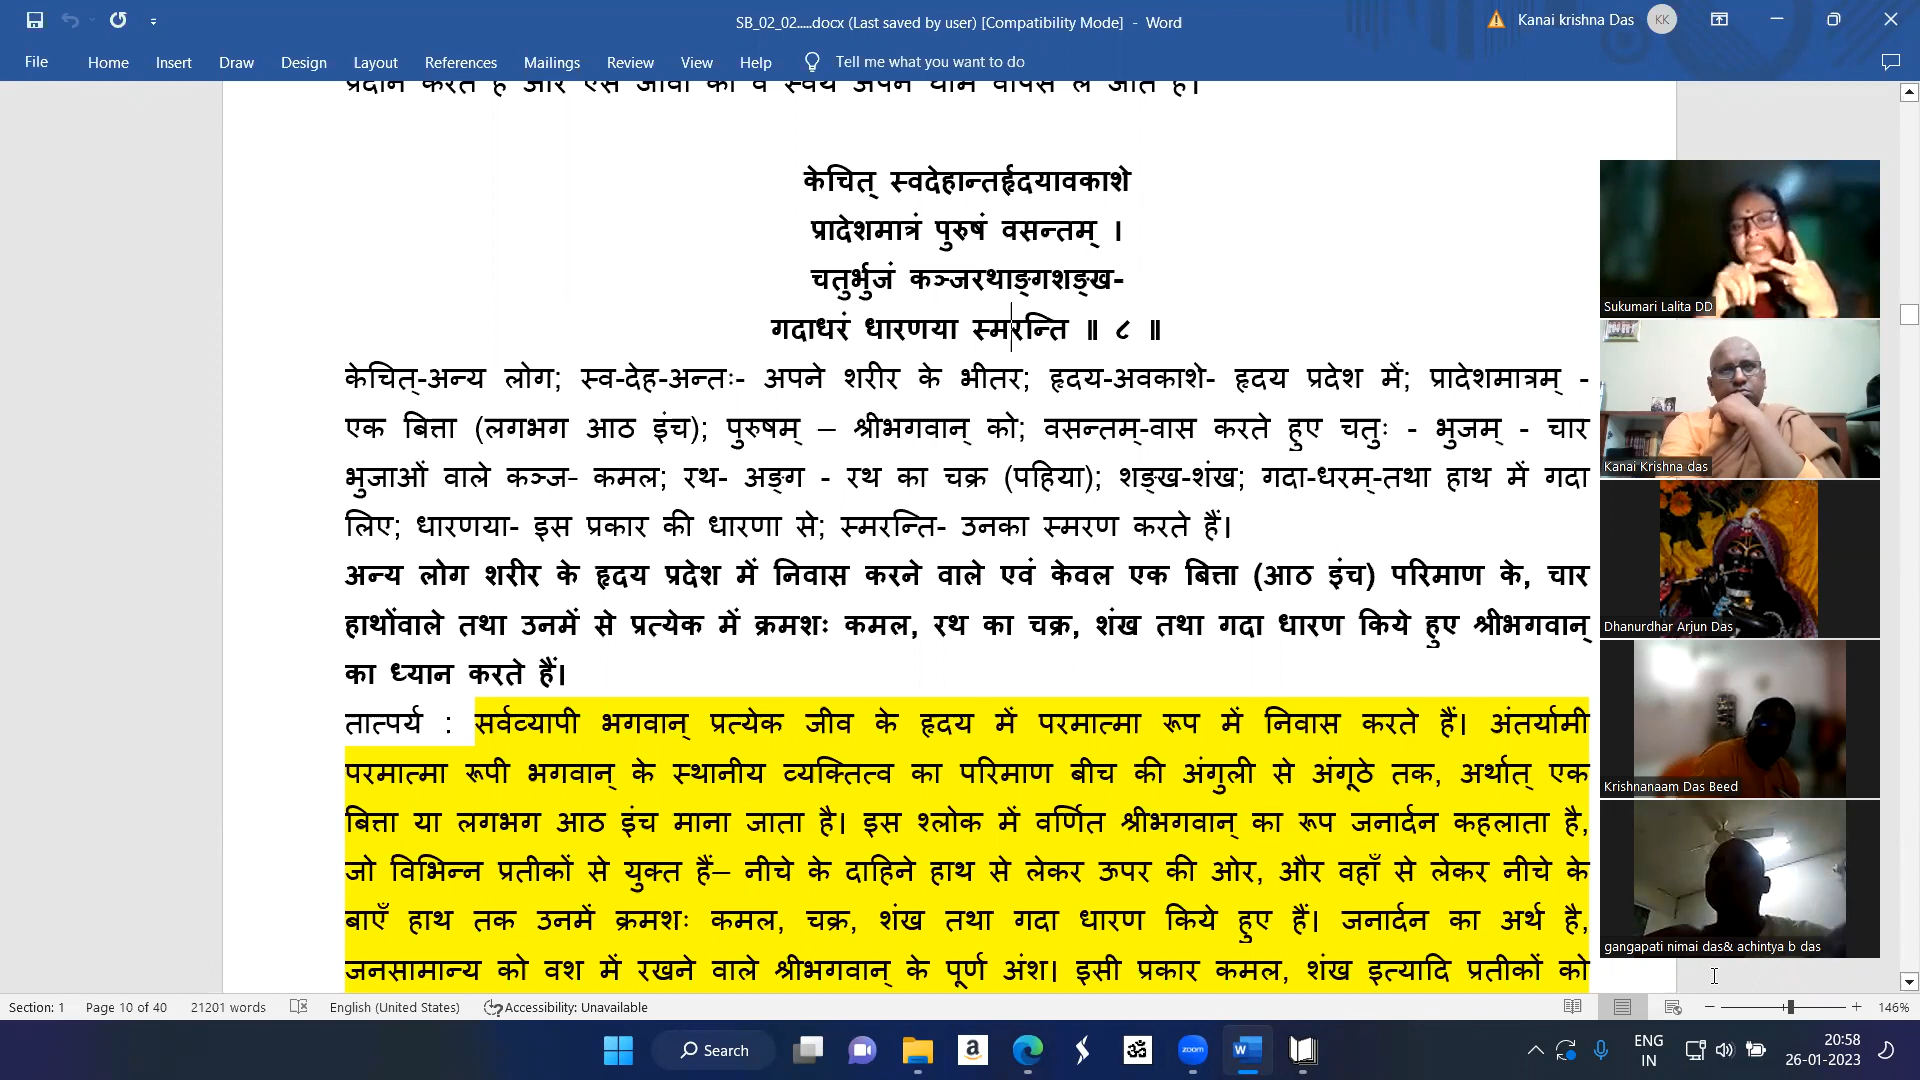 SB_02_02.....docx (Last saved by user) [Compatibility Mode] - Word
Kanai krishna Das
KK
File Home Insert Draw Design Layout References Mailings Review View Help Tell me what you want to do
प्रदान करते हैं और ऐसे जीवों को वे स्वयं अपने धाम वापस ले जाते हैं।
केचित् स्वदेहान्तर्हृदयावकाशे
प्रादेशमात्रं पुरुषं वसन्तम् ।
चतुर्भुजं कञ्जरथाङ्गशङ्ख-
गदाधरं धारणया स्मरन्ति ॥ ८ ॥
केचित्-अन्य लोग; स्व-देह-अन्तः- अपने शरीर के भीतर; हृदय-अवकाशे- हृदय प्रदेश में; प्रादेशमात्रम् -
एक बित्ता (लगभग आठ इंच); पुरुषम् – श्रीभगवान् को; वसन्तम्-वास करते हुए चतुः - भुजम् - चार
भुजाओं वाले कञ्ज- कमल; रथ- अङ्ग - रथ का चक्र (पहिया); शङ्ख-शंख; गदा-धरम्-तथा हाथ में गदा
लिए; धारणया- इस प्रकार की धारणा से; स्मरन्ति- उनका स्मरण करते हैं।
अन्य लोग शरीर के हृदय प्रदेश में निवास करने वाले एवं केवल एक बित्ता (आठ इंच) परिमाण के, चार
हाथोंवाले तथा उनमें से प्रत्येक में क्रमशः कमल, रथ का चक्र, शंख तथा गदा धारण किये हुए श्रीभगवान्
का ध्यान करते हैं।
तात्पर्य : सर्वव्यापी भगवान् प्रत्येक जीव के हृदय में परमात्मा रूप में निवास करते हैं। अंतर्यामी
परमात्मा रूपी भगवान् के स्थानीय व्यक्तित्व का परिमाण बीच की अंगुली से अंगूठे तक, अर्थात् एक
बित्ता या लगभग आठ इंच माना जाता है। इस श्लोक में वर्णित श्रीभगवान् का रूप जनार्दन कहलाता है,
जो विभिन्न प्रतीकों से युक्त हैं– नीचे के दाहिने हाथ से लेकर ऊपर की ओर, और वहाँ से लेकर नीचे के
बाएँ हाथ तक उनमें क्रमशः कमल, चक्र, शंख तथा गदा धारण किये हुए हैं। जनार्दन का अर्थ है,
जनसामान्य को वश में रखने वाले श्रीभगवान् के पूर्ण अंश। इसी प्रकार कमल, शंख इत्यादि प्रतीकों को
Sukumari Lalita DD
Kanai Krishna das
Dhanurdhar Arjun Das
Krishnanaam Das Beed
gangapati nimai das& achintya b das
Section: 1 Page 10 of 40 21201 words English (United States) Accessibility: Unavailable
146%
Search
a
ॐ
zoom
W
ENG
IN
20:58
26-01-2023